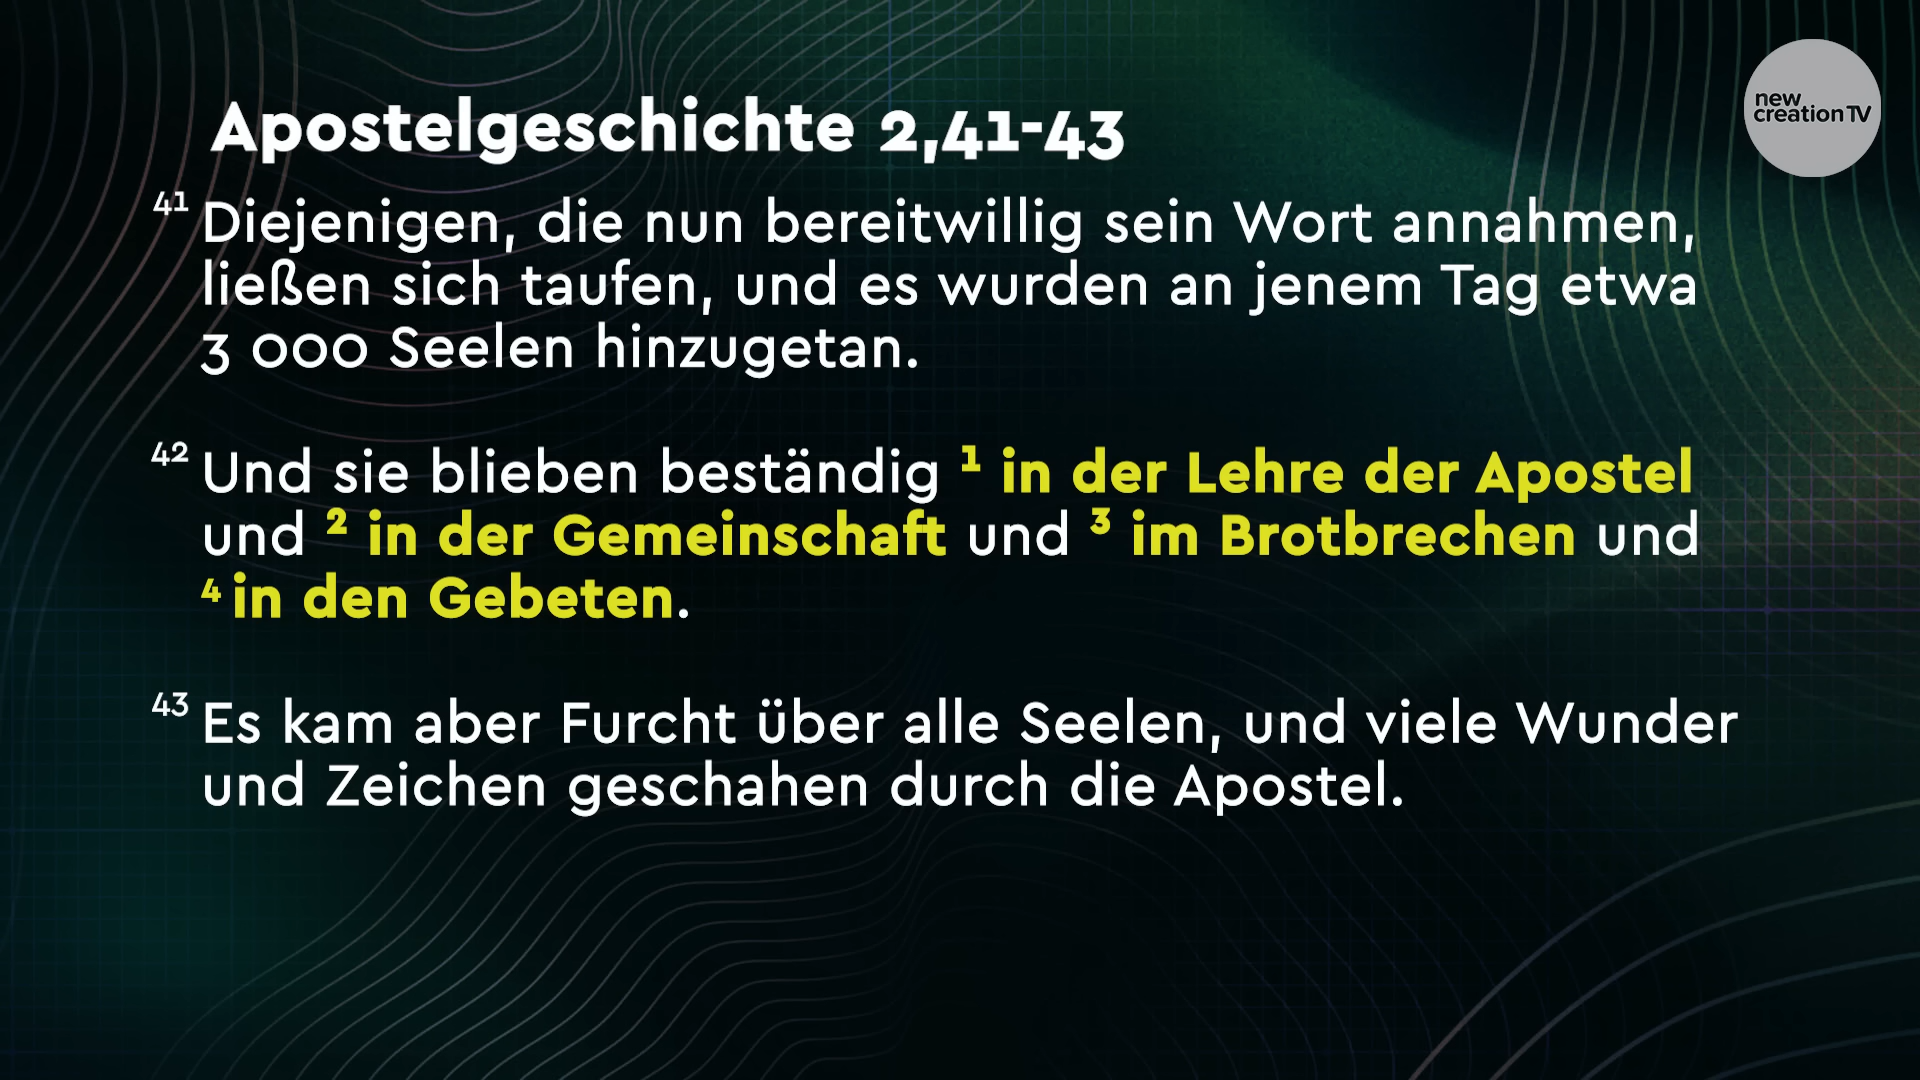 new
creation TV
Apostelgeschichte 2,41-43
41 Diejenigen, die nun bereitwillig sein Wort annahmen,
ließen sich taufen, und es wurden an jenem Tag etwa
3 000 Seelen hinzugetan.
42 Und sie blieben beständig ¹ in der Lehre der Apostel
und ² in der Gemeinschaft und ³ im Brotbrechen und
⁴ in den Gebeten.
43 Es kam aber Furcht über alle Seelen, und viele Wunder
und Zeichen geschahen durch die Apostel.